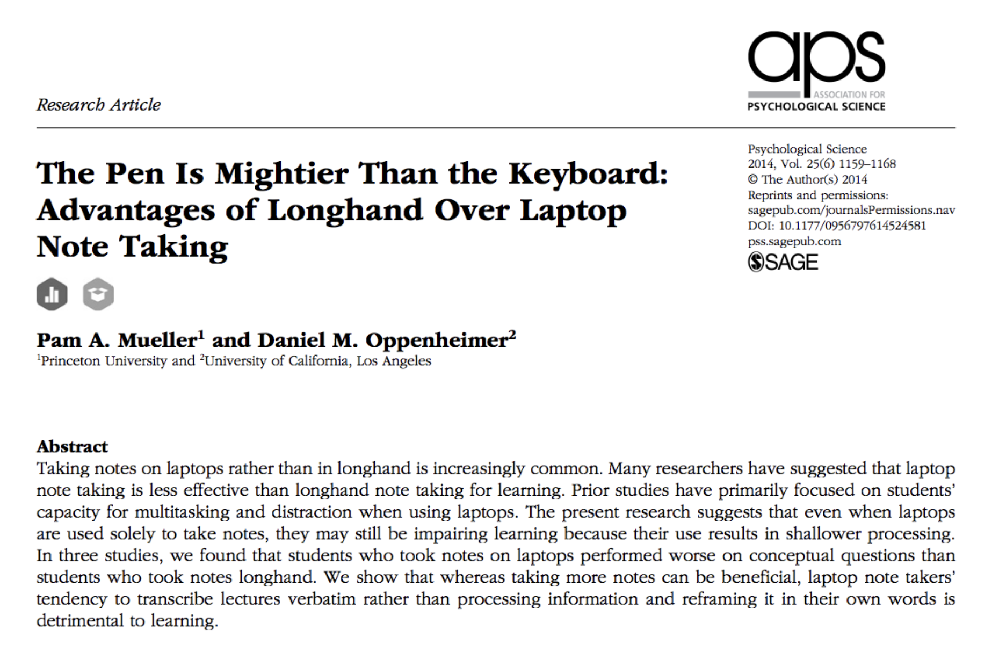 aps
ASSOCIATION FOR
PSYCHOLOGICAL SCIENCE
Research Article
The Pen Is Mightier Than the Keyboard:
Advantages of Longhand Over Laptop
Note Taking
Psychological Science
2014, Vol. 25(6) 1159–1168
© The Author(s) 2014
Reprints and permissions:
sagepub.com/journalsPermissions.nav
DOI: 10.1177/0956797614524581
pss.sagepub.com
SAGE
Pam A. Mueller¹ and Daniel M. Oppenheimer²
¹Princeton University and ²University of California, Los Angeles
Abstract
Taking notes on laptops rather than in longhand is increasingly common. Many researchers have suggested that laptop
note taking is less effective than longhand note taking for learning. Prior studies have primarily focused on students’
capacity for multitasking and distraction when using laptops. The present research suggests that even when laptops
are used solely to take notes, they may still be impairing learning because their use results in shallower processing.
In three studies, we found that students who took notes on laptops performed worse on conceptual questions than
students who took notes longhand. We show that whereas taking more notes can be beneficial, laptop note takers’
tendency to transcribe lectures verbatim rather than processing information and reframing it in their own words is
detrimental to learning.